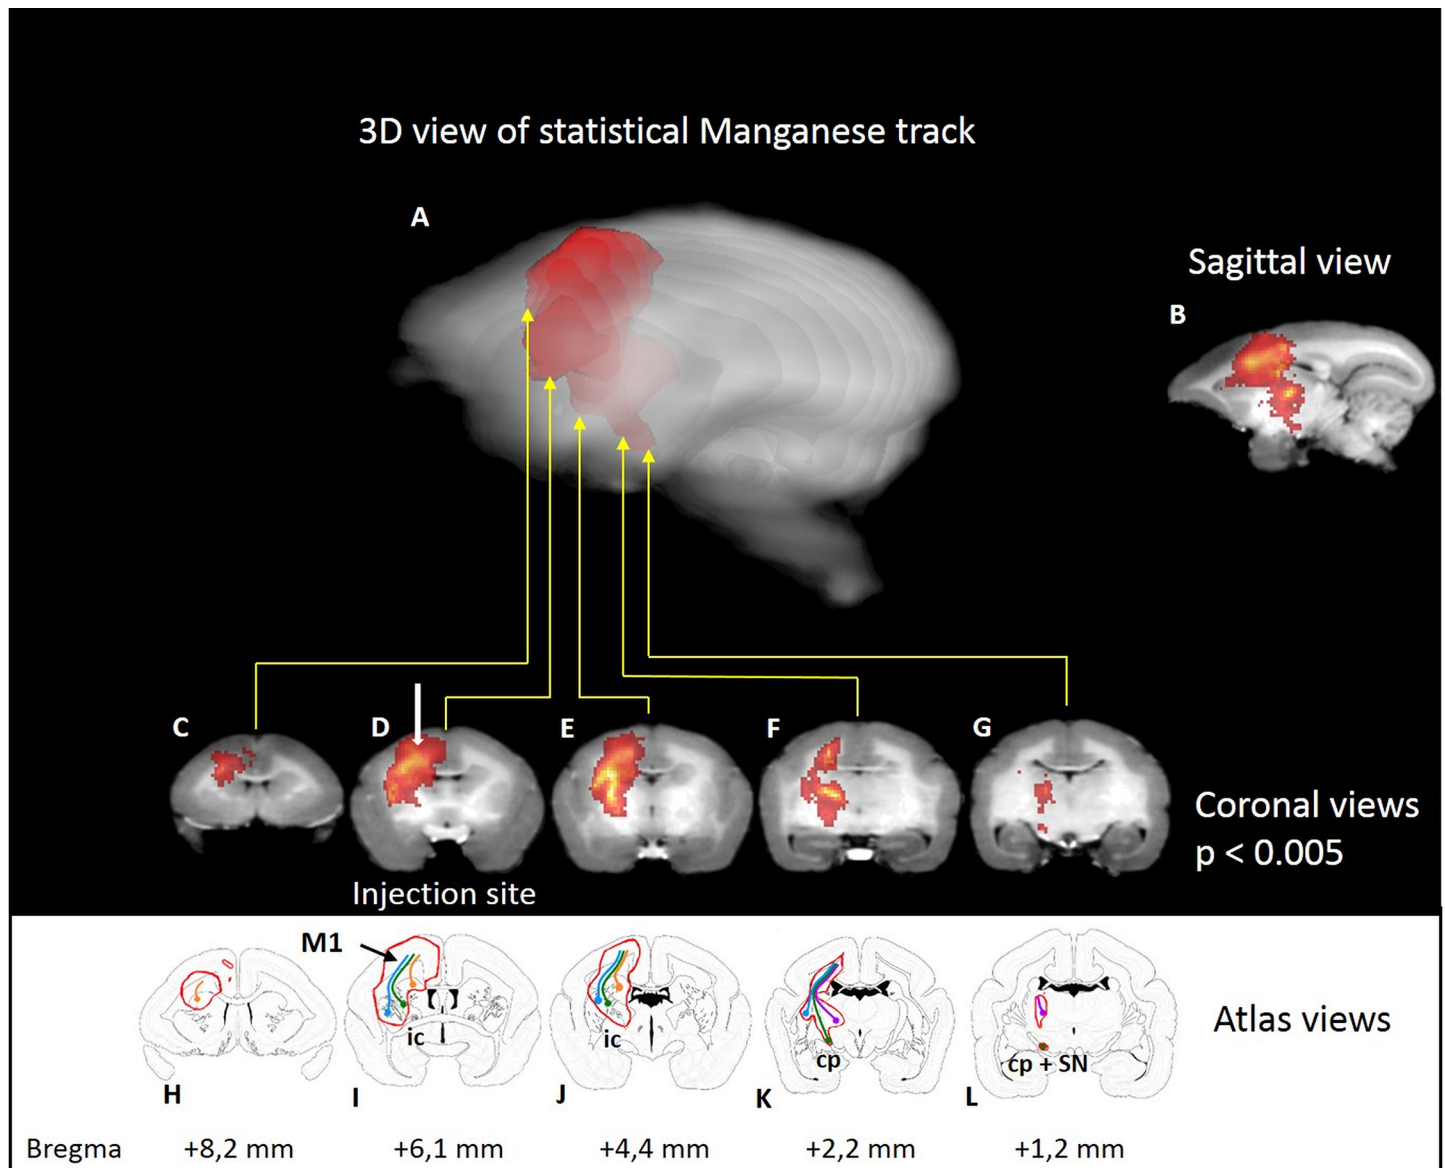 3D view of statistical Manganese track
A
Sagittal view
B
C
D
E
F
G
Coronal views
p < 0.005
Injection site
M1
ic
ic
cp
cp + SN
Atlas views
H
I
J
K
L
Bregma +8,2 mm +6,1 mm +4,4 mm +2,2 mm +1,2 mm